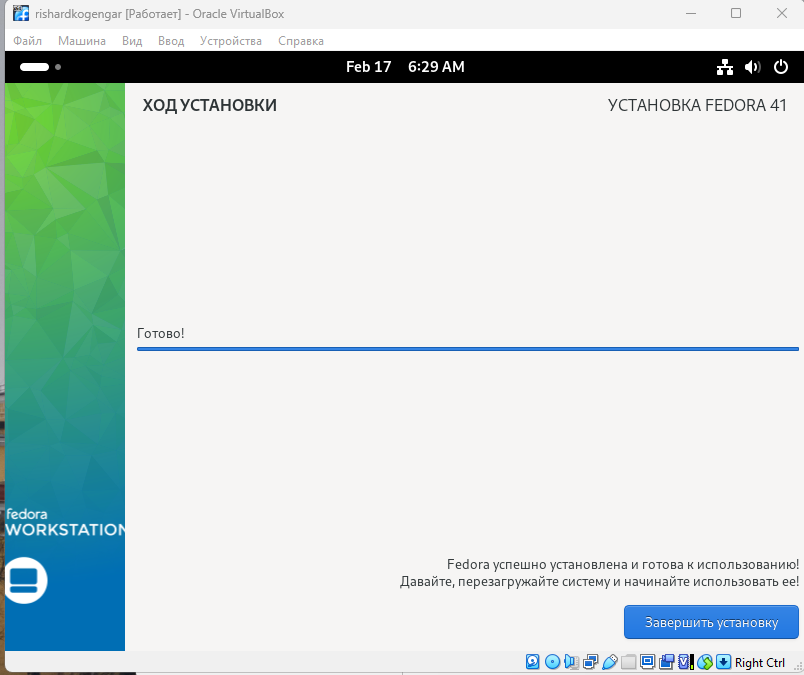 rishardkogengar [Работает] - Oracle VirtualBox
Файл Машина Вид Ввод Устройства Справка
Feb 17 6:29 AM
ХОД УСТАНОВКИ
УСТАНОВКА FEDORA 41
Готово!
fedora
WORKSTATION
Fedora успешно установлена и готова к использованию!
Давайте, перезагружайте систему и начинайте использовать ее!
Завершить установку
Right Ctrl